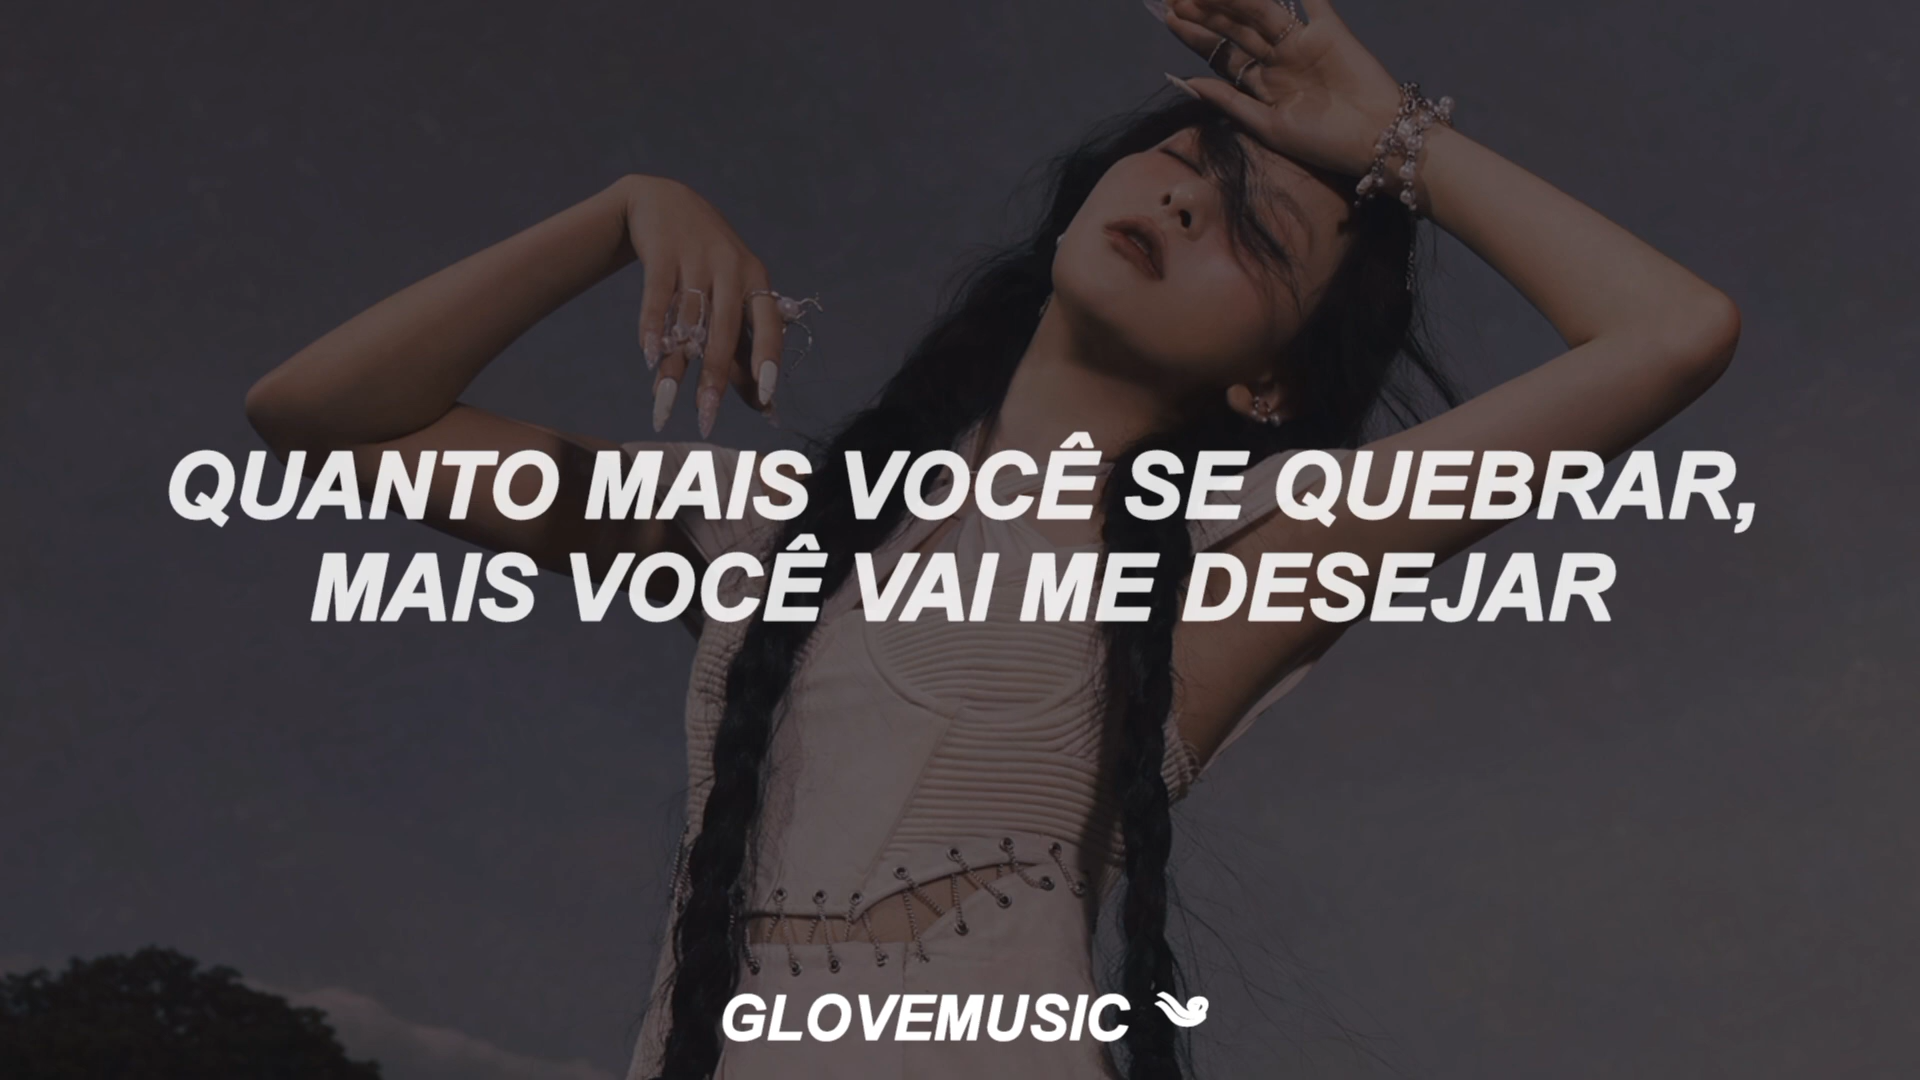 QUANTO MAIS VOCÊ SE QUEBRAR,
MAIS VOCÊ VAI ME DESEJAR
GLOVEMUSIC